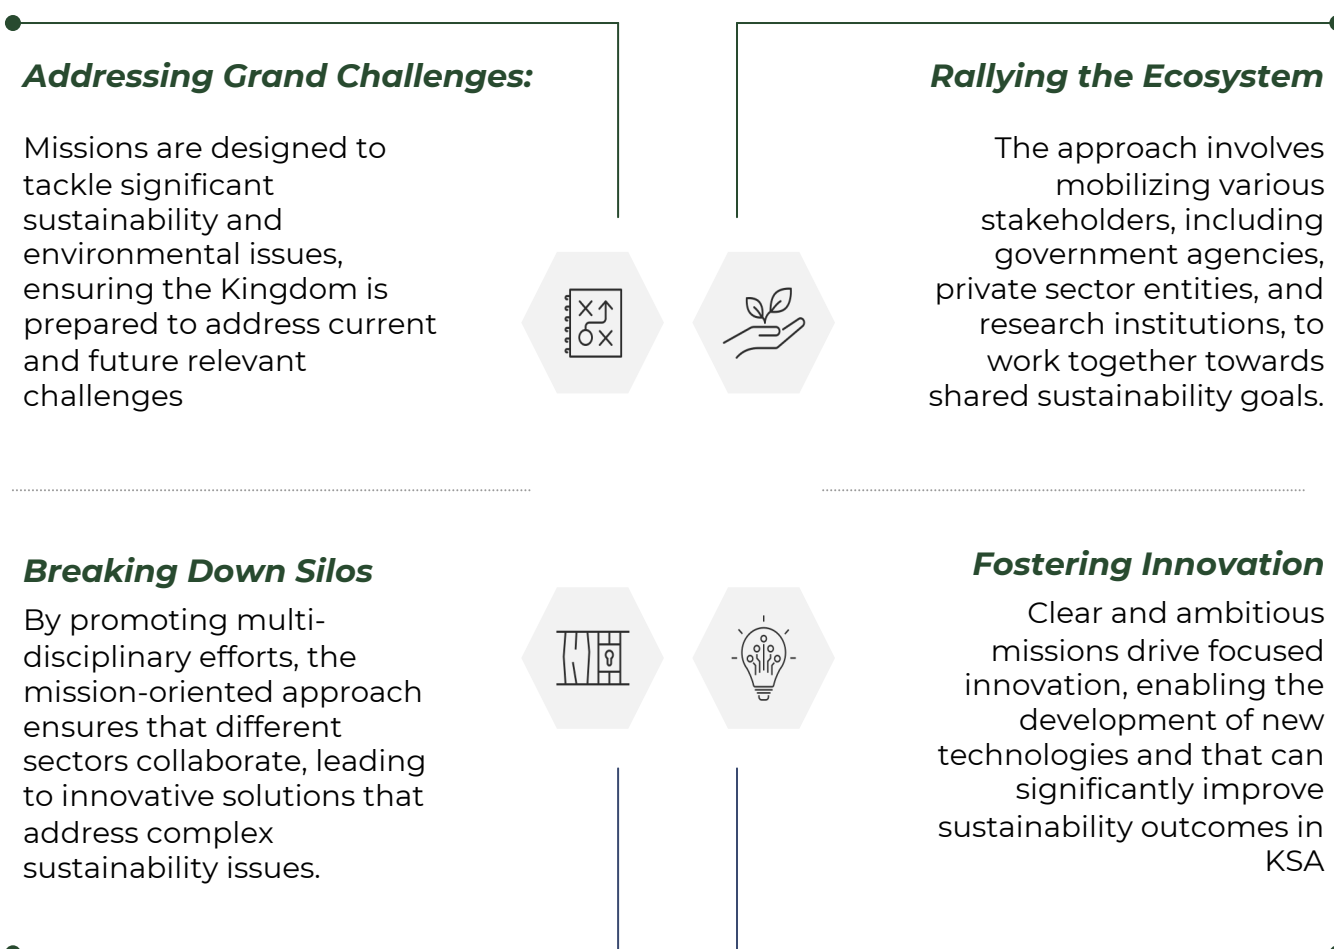 Addressing Grand Challenges:
Missions are designed to
tackle significant
sustainability and
environmental issues,
ensuring the Kingdom is
prepared to address current
and future relevant
challenges
Rallying the Ecosystem
The approach involves
mobilizing various
stakeholders, including
government agencies,
private sector entities, and
research institutions, to
work together towards
shared sustainability goals.
Breaking Down Silos
By promoting multi-
disciplinary efforts, the
mission-oriented approach
ensures that different
sectors collaborate, leading
to innovative solutions that
address complex
sustainability issues.
Fostering Innovation
Clear and ambitious
missions drive focused
innovation, enabling the
development of new
technologies and that can
significantly improve
sustainability outcomes in
KSA